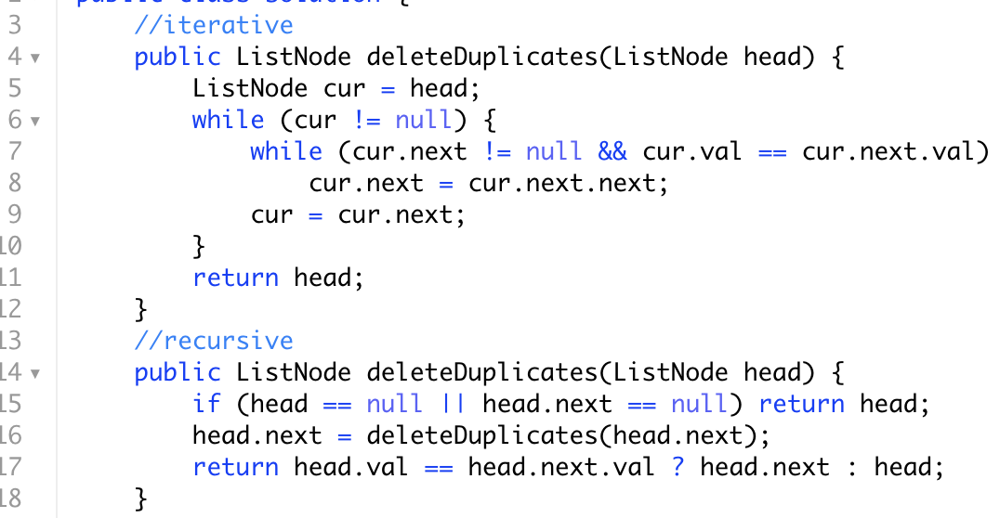 public class Solution {
3 //iterative
4 public ListNode deleteDuplicates(ListNode head) {
5 ListNode cur = head;
6 while (cur != null) {
7 while (cur.next != null && cur.val == cur.next.val)
8 cur.next = cur.next.next;
9 cur = cur.next;
10 }
11 return head;
12 }
13 //recursive
14 public ListNode deleteDuplicates(ListNode head) {
15 if (head == null || head.next == null) return head;
16 head.next = deleteDuplicates(head.next);
17 return head.val == head.next.val ? head.next : head;
18 }